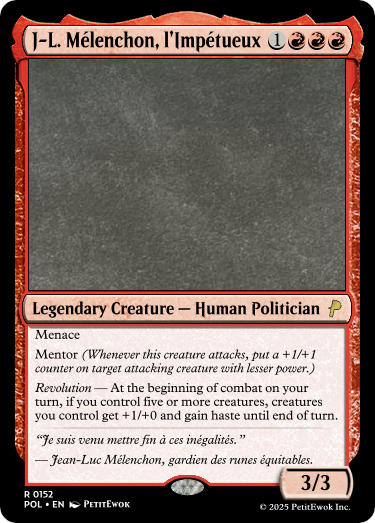 J-L. Mélenchon, l'Impétueux 1
Legendary Creature — Human Politician
Menace
Mentor (Whenever this creature attacks, put a +1/+1
counter on target attacking creature with lesser power.)
Revolution — At the beginning of combat on your
turn, if you control five or more creatures, creatures
you control get +1/+0 and gain haste until end of turn.
“Je suis venu mettre fin à ces inégalités.”
— Jean-Luc Mélenchon, gardien des runes équitables.
3/3
R 0152
POL • EN PetitEwok
© 2025 PetitEwok Inc.